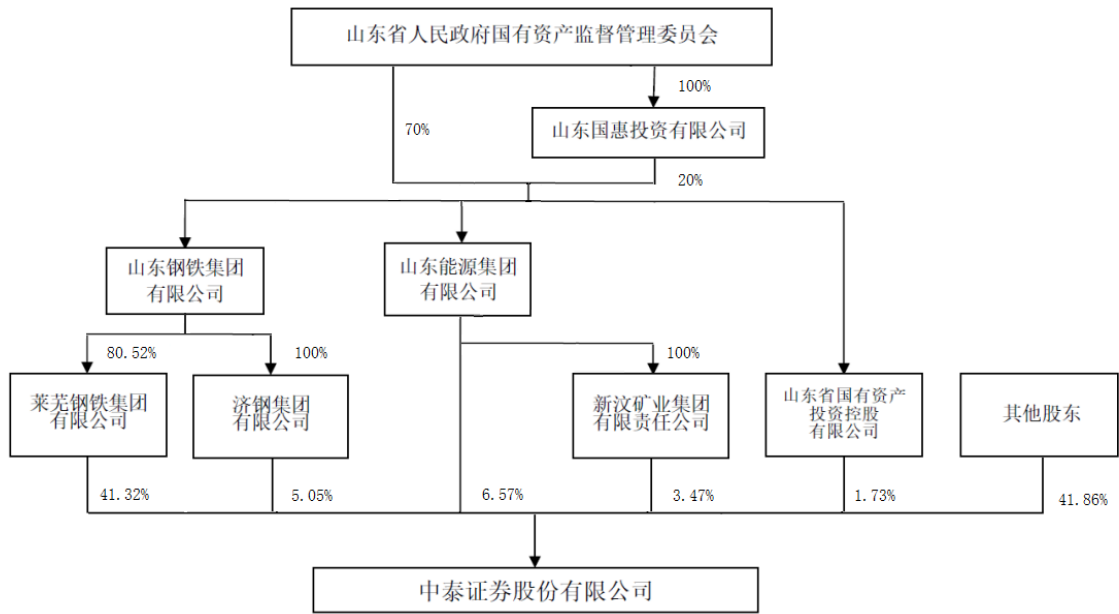 山东省人民政府国有资产监督管理委员会
100%
70%
山东国惠投资有限公司
20%
山东钢铁集团
有限公司
山东能源集团
有限公司
80.52%
100%
100%
莱芜钢铁集团
有限公司
济钢集团
有限公司
新汶矿业集团
有限责任公司
山东省国有资产
投资控股
有限公司
其他股东
41.32%
5.05%
6.57%
3.47%
1.73%
41.86%
中泰证券股份有限公司